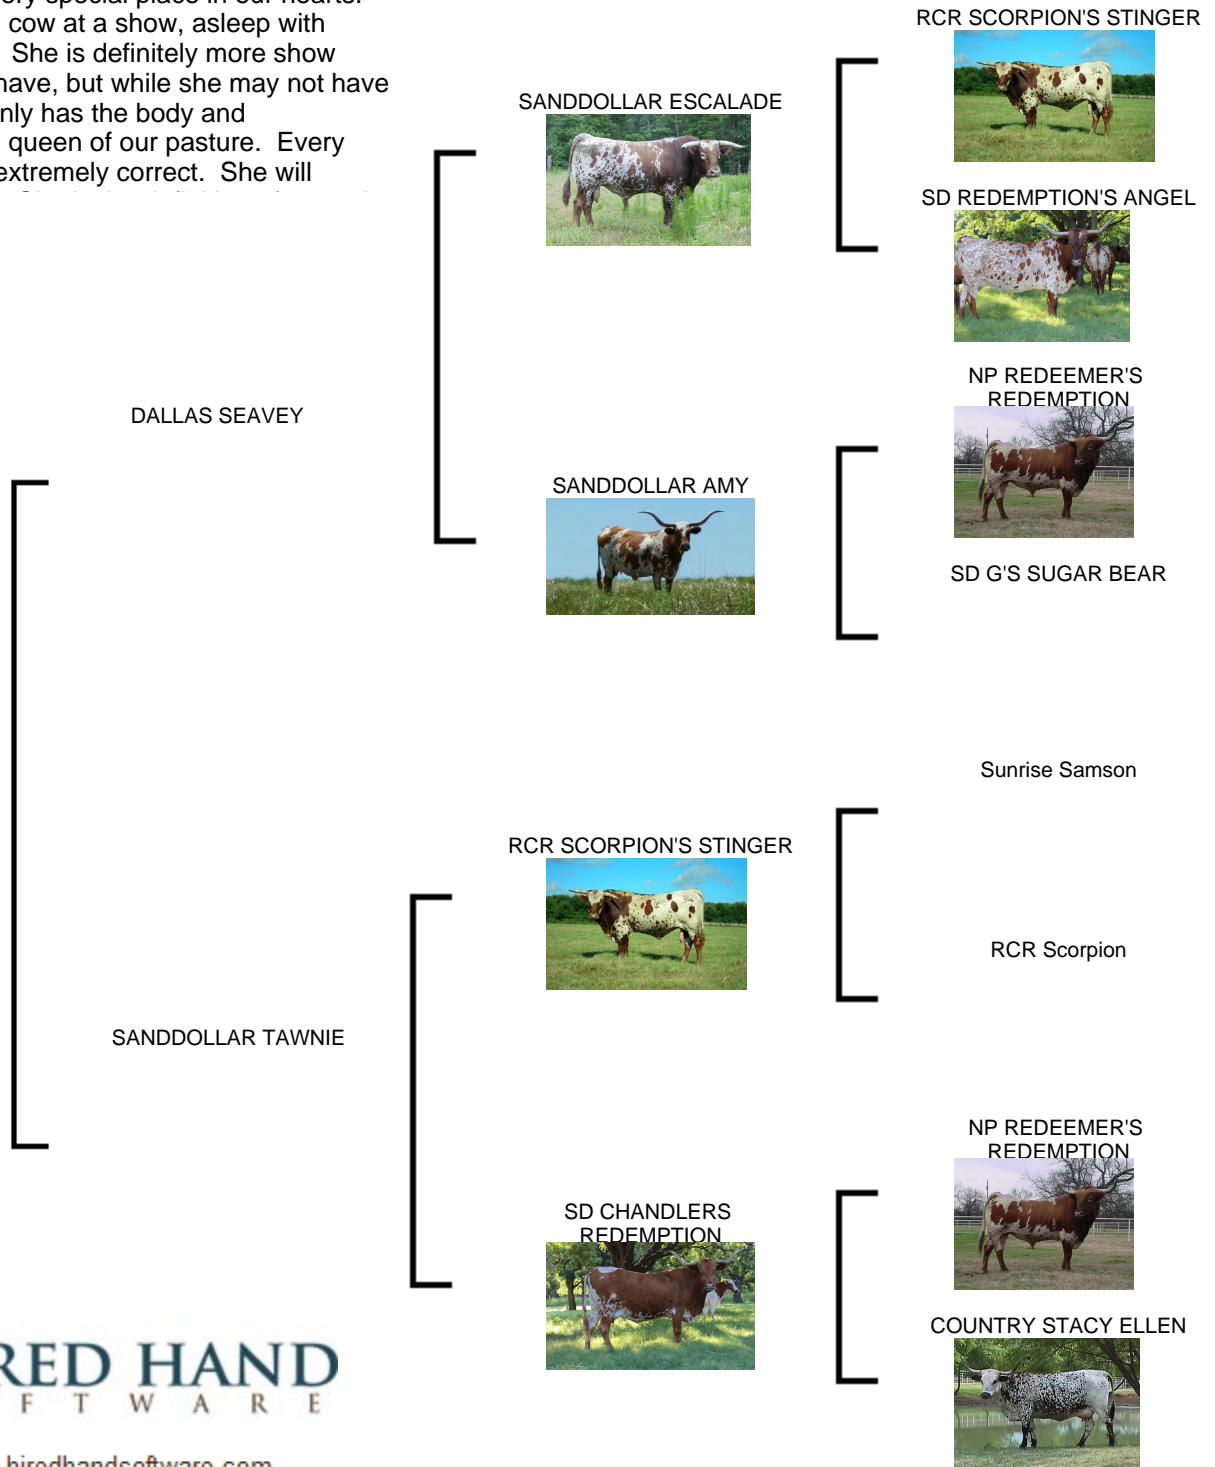 cow at a show, asleep with
She is definitely more show
have, but while she may not have
has the body and
queen of our pasture. Every
extremely correct. She will
RCR SCORPION'S STINGER
SANDDOLLAR ESCALADE
SD REDEMPTION'S ANGEL
NP REDEEMER'S
REDEMPTION
DALLAS SEAVEY
SANDDOLLAR AMY
SD G'S SUGAR BEAR
Sunrise Samson
RCR SCORPION'S STINGER
RCR Scorpion
SANDDOLLAR TAWNIE
NP REDEEMER'S
REDEMPTION
SD CHANDLERS
REDEMPTION
COUNTRY STACY ELLEN
RED HAND
FTWARE
hiredhandsoftware.com